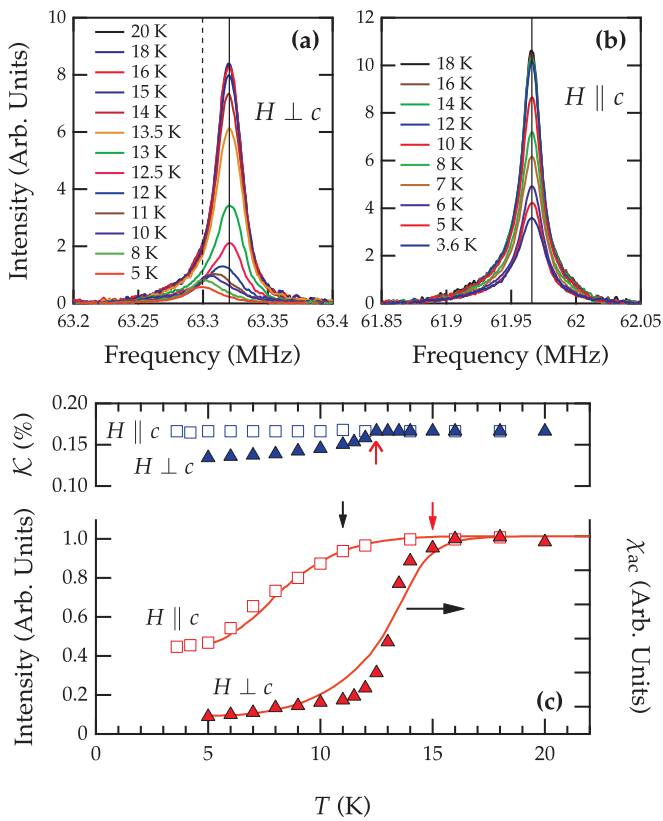 Intensity (Arb. Units)
10
8
6
4
2
0
20 K
18 K
16 K
15 K
14 K
13.5 K
13 K
12.5 K
12 K
11 K
10 K
8 K
5 K
(a)
H ⊥ c
63.2
63.25
63.3
63.35
63.4
Frequency (MHz)
12
10
8
6
4
2
0
18 K
16 K
14 K
12 K
10 K
8 K
7 K
6 K
5 K
3.6 K
(b)
H ∥ c
61.85
61.9
61.95
62
62.05
Frequency (MHz)
K (%)
0.20
0.15
0.10
H ∥ c
H ⊥ c
Intensity (Arb. Units)
1.0
0.8
0.6
0.4
0.2
0
H ∥ c
H ⊥ c
(c)
χac (Arb. Units)
0
5
10
15
20
T (K)